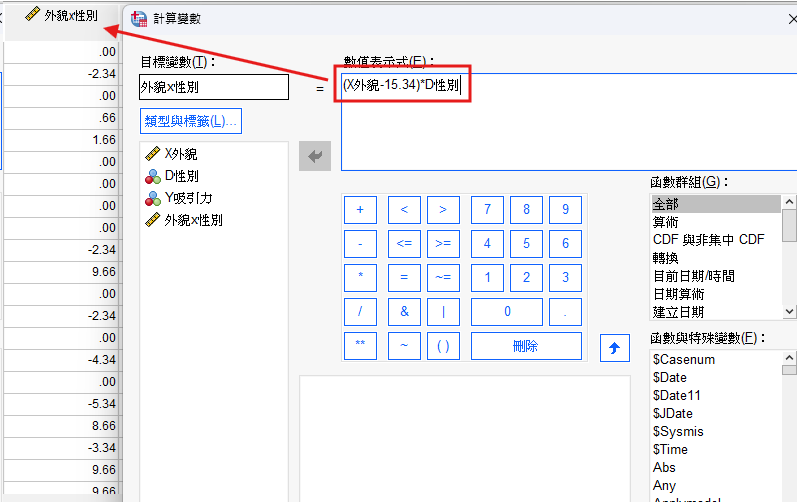 外貌x性別
.00
-2.34
.00
.66
1.66
.00
.00
.00
.00
-2.34
9.66
.00
-2.34
.00
-4.34
.00
-5.34
8.66
-3.34
9.66
9.66
計算變數
目標變數(T)：
外貌x性別
=
數值表示式(E)：
(X外貌-15.34)*D性別
類型與標籤(L)...
X外貌
D性別
Y吸引力
外貌x性別
+ < > 7 8 9
- <= >= 4 5 6
* = ~= 1 2 3
/ & | 0 .
** ~ ( ) 刪除
函數群組(G)：
全部
算術
CDF 與非集中 CDF
轉換
目前日期/時間
日期算術
建立日期
函數與特殊變數(F)：
$Casenum
$Date
$Date11
$JDate
$Sysmis
$Time
Abs
Any
Applymodel